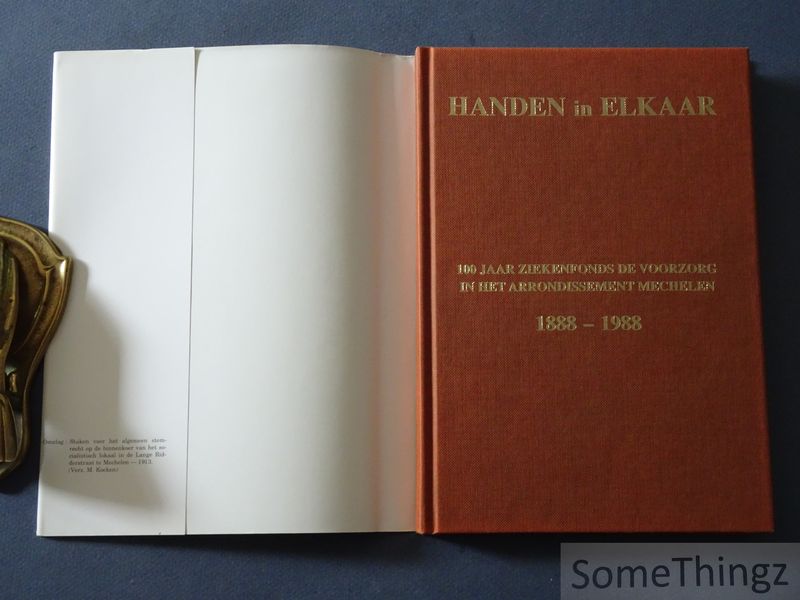 HANDEN in ELKAAR
100 JAAR ZIEKENFONDS DE VOORZORG
IN HET ARRONDISSEMENT MECHELEN
1888 – 1988
Omslag: Staken voor het algemeen stem-
recht op de binnenkoer van het so-
cialistisch lokaal in de Lange Rid-
derstraat te Mechelen — 1913.
(Verz. M. Kocken)
SomeThingz